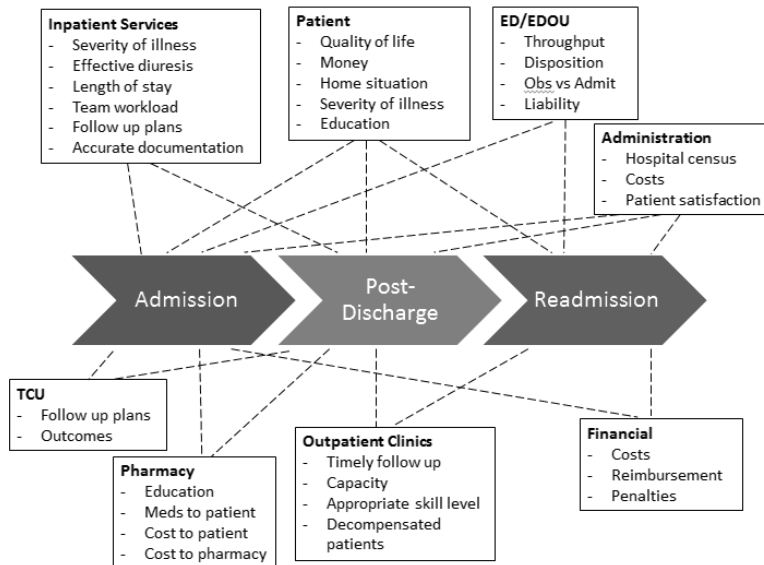 Inpatient Services
- Severity of illness
- Effective diuresis
- Length of stay
- Team workload
- Follow up plans
- Accurate documentation
Patient
- Quality of life
- Money
- Home situation
- Severity of illness
- Education
ED/EDOU
- Throughput
- Disposition
- Obs vs Admit
- Liability
Administration
- Hospital census
- Costs
- Patient satisfaction
Admission
Post-
Discharge
Readmission
TCU
- Follow up plans
- Outcomes
Pharmacy
- Education
- Meds to patient
- Cost to patient
- Cost to pharmacy
Outpatient Clinics
- Timely follow up
- Capacity
- Appropriate skill level
- Decompensated
patients
Financial
- Costs
- Reimbursement
- Penalties